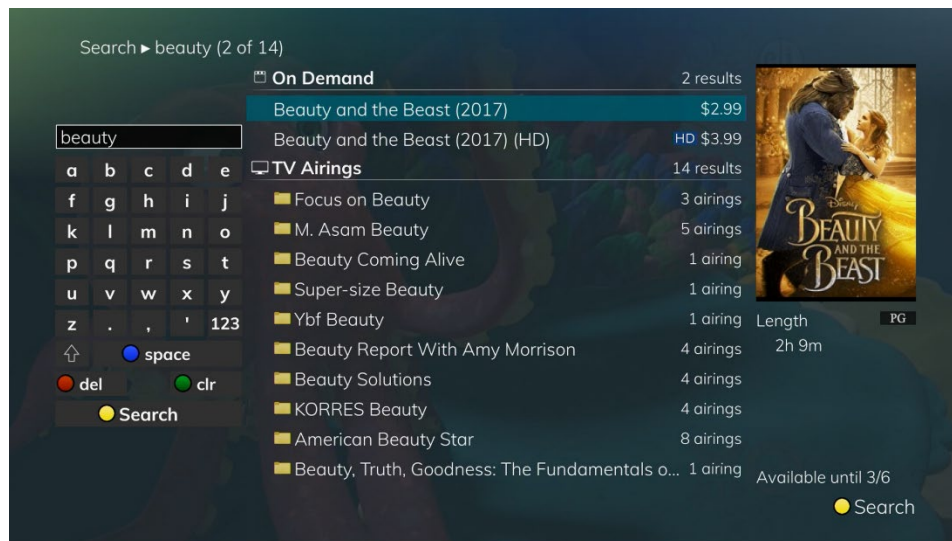 Search ▸ beauty (2 of 14)
On Demand 2 results
Beauty and the Beast (2017) $2.99
Beauty and the Beast (2017) (HD) HD $3.99
TV Airings 14 results
Focus on Beauty 3 airings
M. Asam Beauty 5 airings
Beauty Coming Alive 1 airing
Super-size Beauty 1 airing
Ybf Beauty 1 airing
Beauty Report With Amy Morrison 4 airings
Beauty Solutions 4 airings
KORRES Beauty 4 airings
American Beauty Star 8 airings
Beauty, Truth, Goodness: The Fundamentals o... 1 airing
beauty
a b c d e
f g h i j
k l m n o
p q r s t
u v w x y
z . , ' 123
space
del clr
Search
Disney
BEAUTY
AND THE
BEAST
Length PG
2h 9m
Available until 3/6
Search